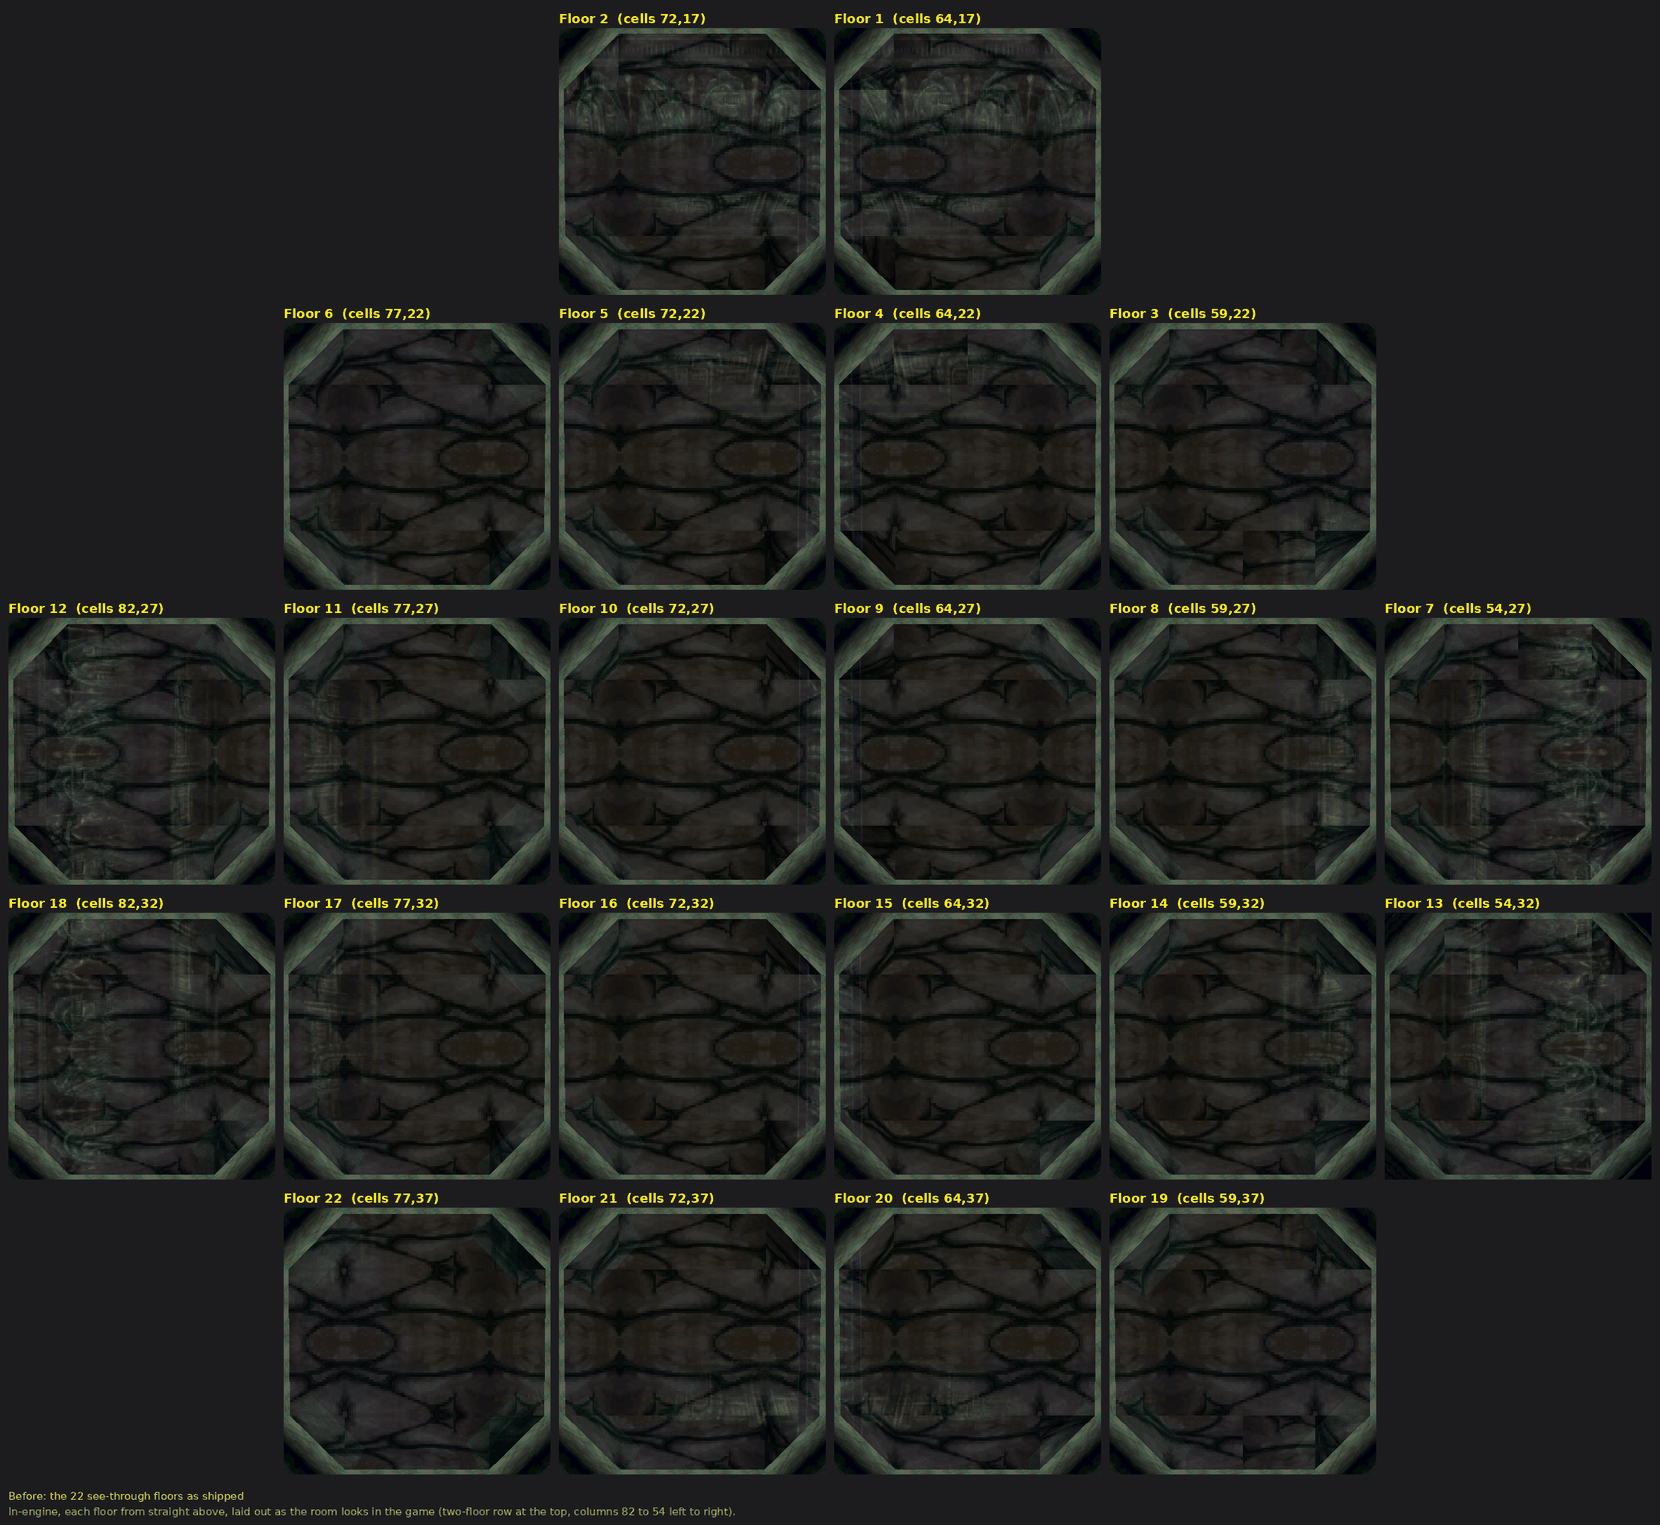 Floor 2 (cells 72,17)
Floor 1 (cells 64,17)
Floor 6 (cells 77,22)
Floor 5 (cells 72,22)
Floor 4 (cells 64,22)
Floor 3 (cells 59,22)
Floor 12 (cells 82,27)
Floor 11 (cells 77,27)
Floor 10 (cells 72,27)
Floor 9 (cells 64,27)
Floor 8 (cells 59,27)
Floor 7 (cells 54,27)
Floor 18 (cells 82,32)
Floor 17 (cells 77,32)
Floor 16 (cells 72,32)
Floor 15 (cells 64,32)
Floor 14 (cells 59,32)
Floor 13 (cells 54,32)
Floor 22 (cells 77,37)
Floor 21 (cells 72,37)
Floor 20 (cells 64,37)
Floor 19 (cells 59,37)
Before: the 22 see-through floors as shipped
In-engine, each floor from straight above, laid out as the room looks in the game (two-floor row at the top, columns 82 to 54 left to right).